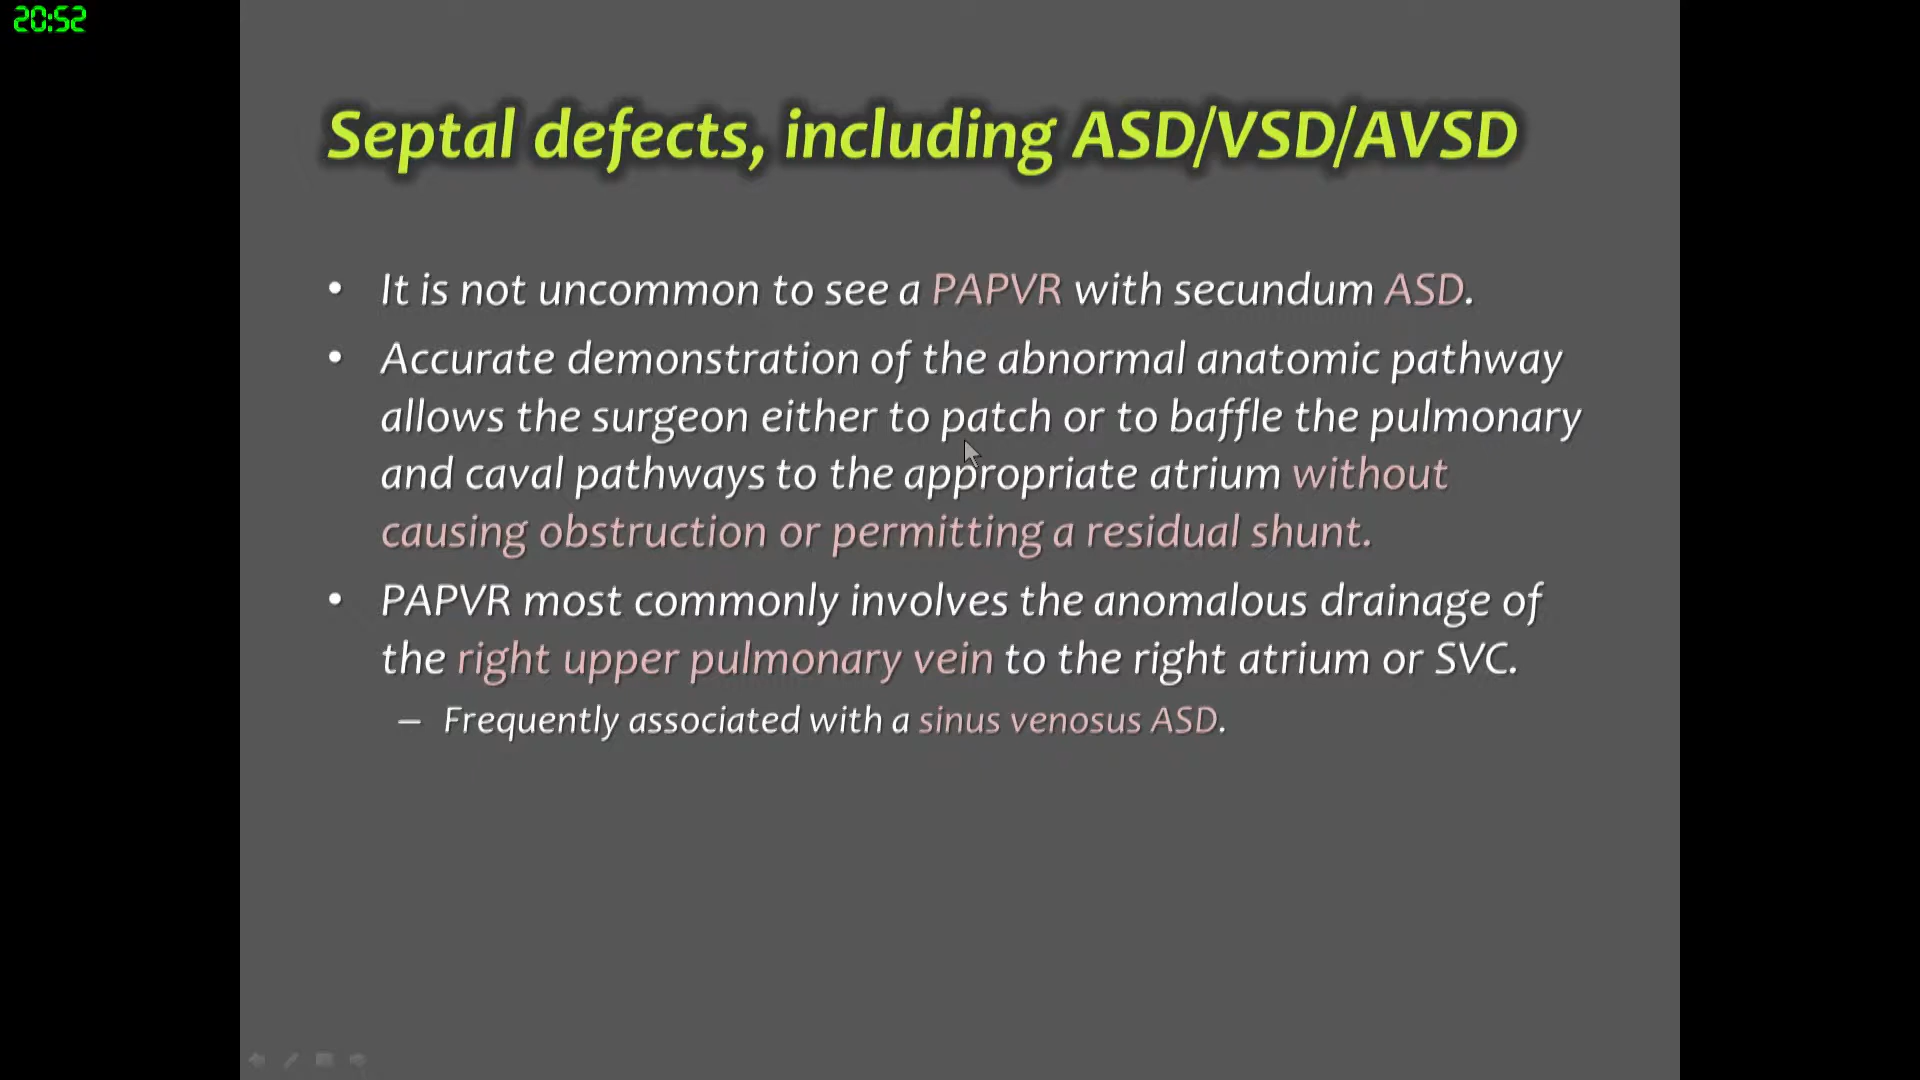 20:52
Septal defects, including ASD/VSD/AVSD
• It is not uncommon to see a PAPVR with secundum ASD.
• Accurate demonstration of the abnormal anatomic pathway
allows the surgeon either to patch or to baffle the pulmonary
and caval pathways to the appropriate atrium without
causing obstruction or permitting a residual shunt.
• PAPVR most commonly involves the anomalous drainage of
the right upper pulmonary vein to the right atrium or SVC.
– Frequently associated with a sinus venosus ASD.